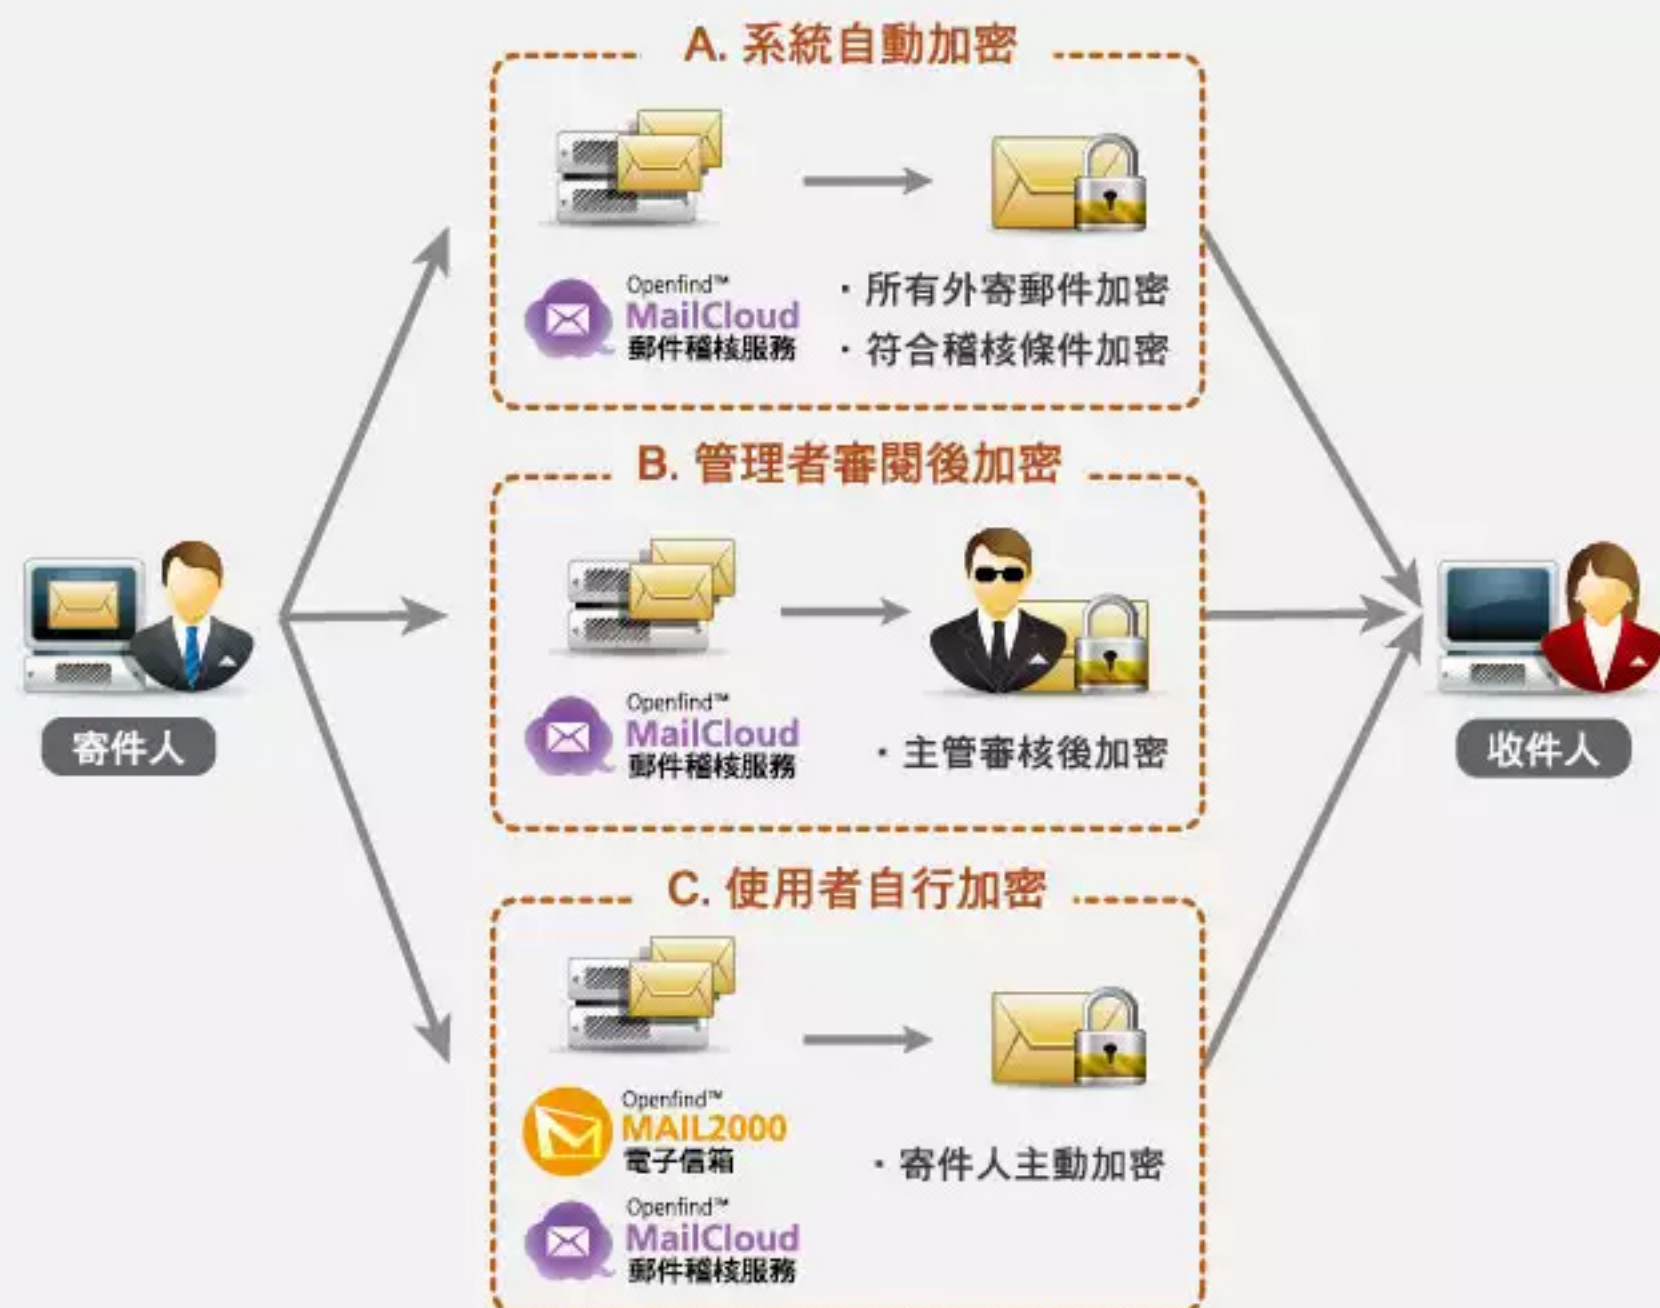 A. 系統自動加密
Openfind™
MailCloud
郵件稽核服務
・所有外寄郵件加密
・符合稽核條件加密
B. 管理者審閱後加密
Openfind™
MailCloud
郵件稽核服務
・主管審核後加密
寄件人
收件人
C. 使用者自行加密
Openfind™
MAIL2000
電子信箱
・寄件人主動加密
Openfind™
MailCloud
郵件稽核服務